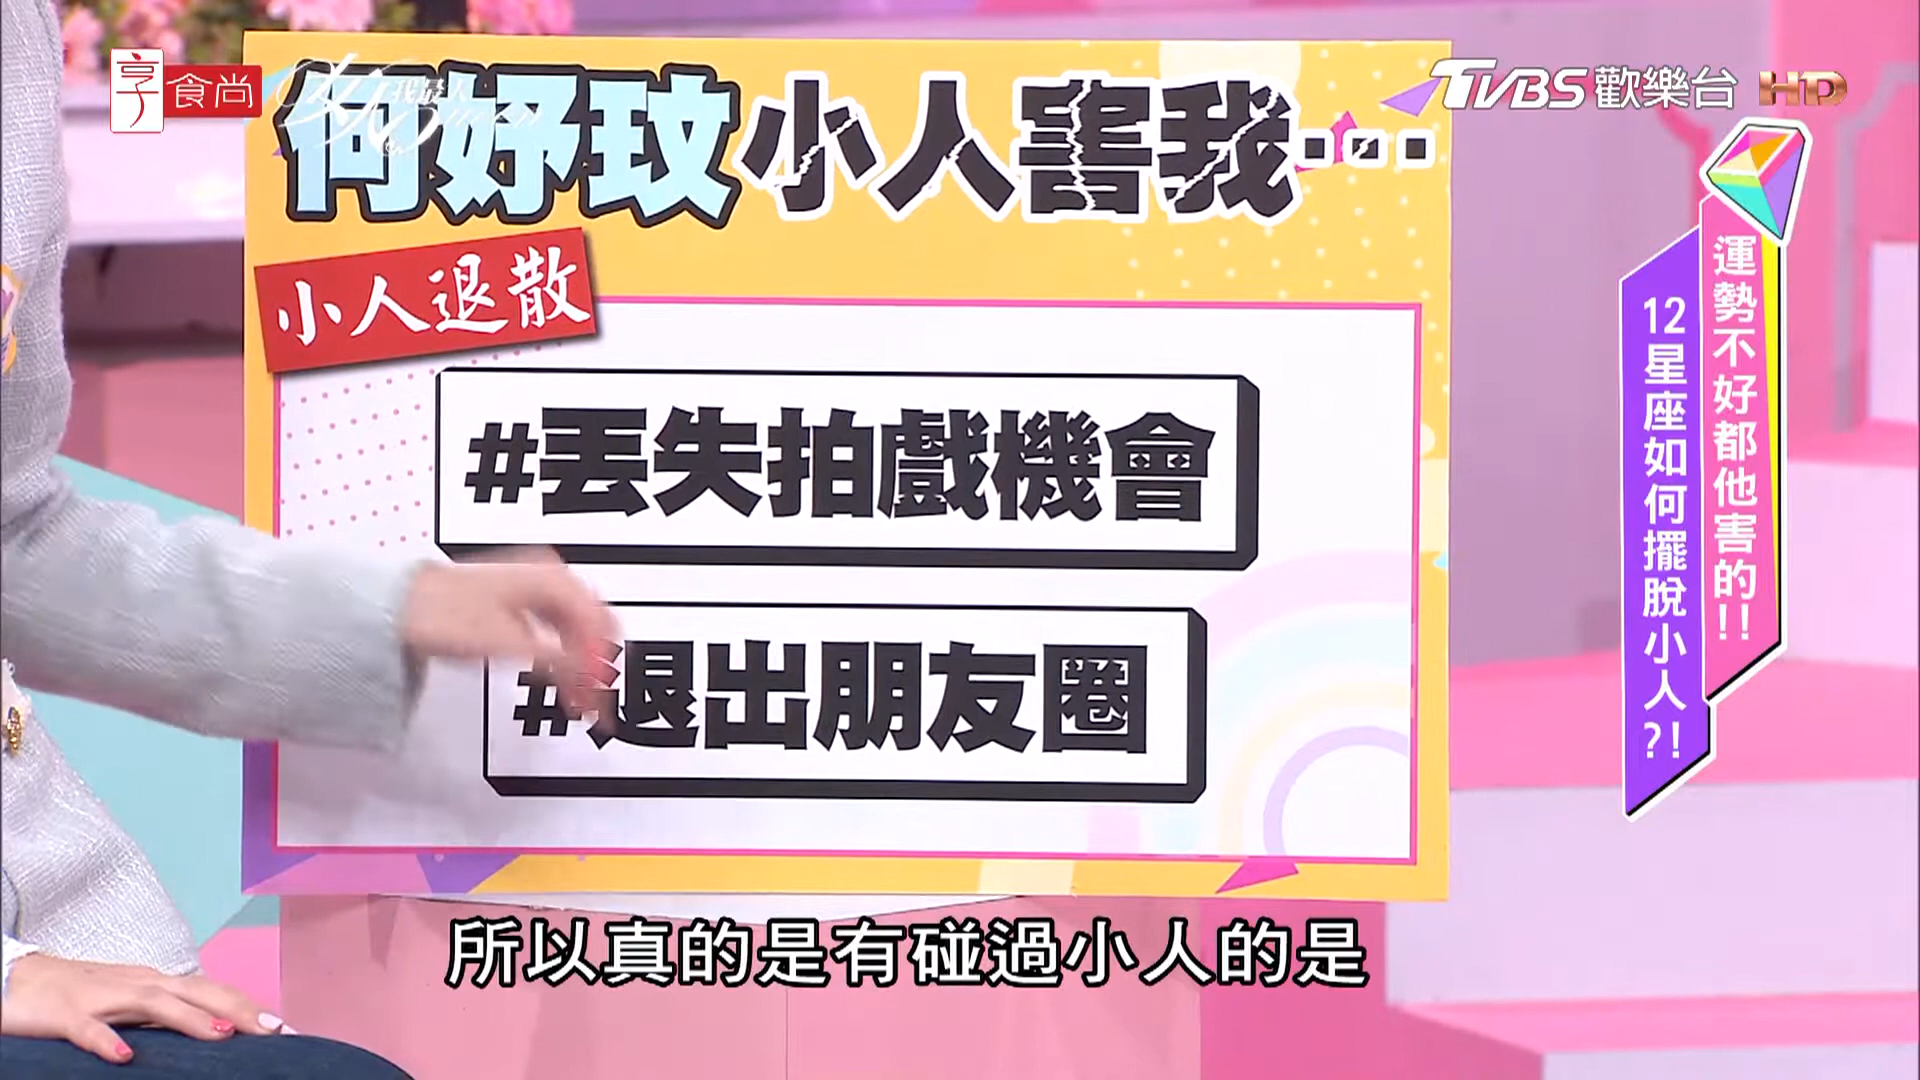 享食尚
TVBS歡樂台 HD
何妤玟小人害我...
小人退散
#丟失拍戲機會
#退出朋友圈
運勢不好都他害的!!
12星座如何擺脫小人?!
所以真的是有碰過小人的是